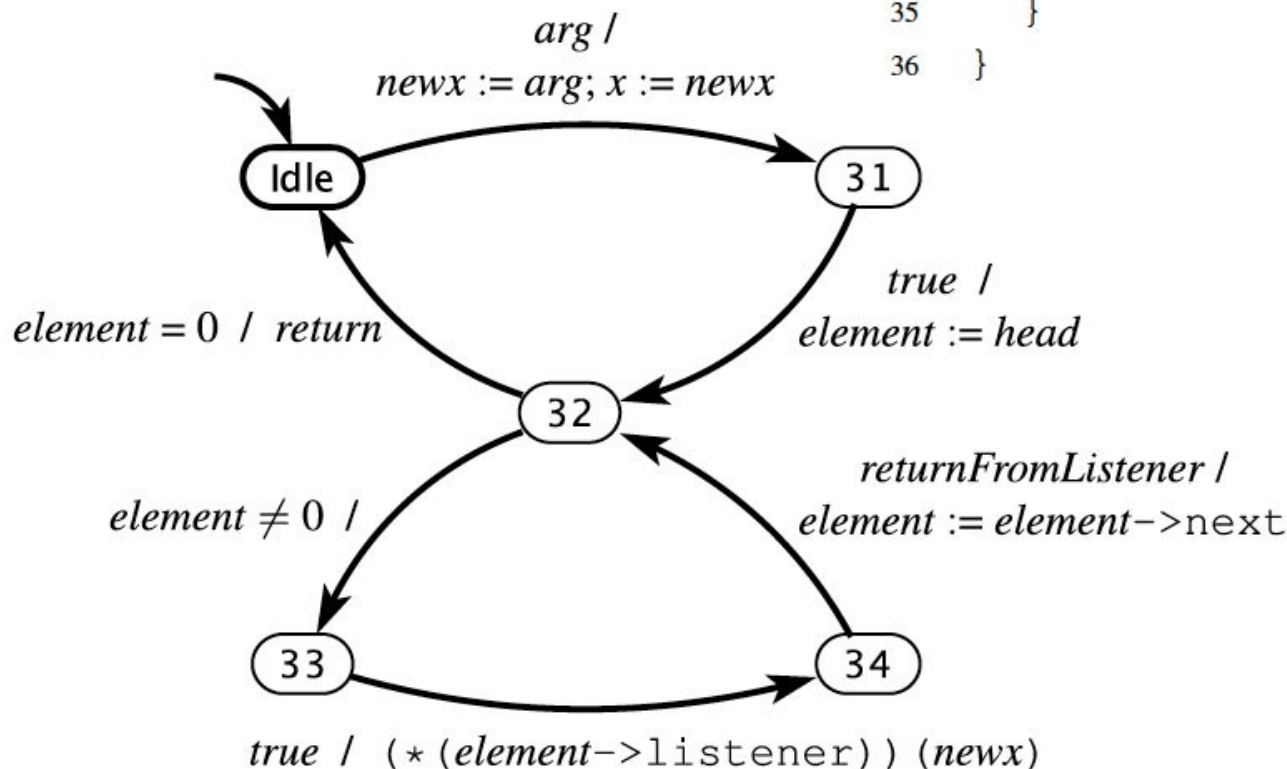 35 }
36 }
arg /
newx := arg; x := newx
Idle
31
true /
element := head
element = 0 / return
32
returnFromListener /
element := element->next
element ≠ 0 /
33
34
true / (*(element->listener))(newx)